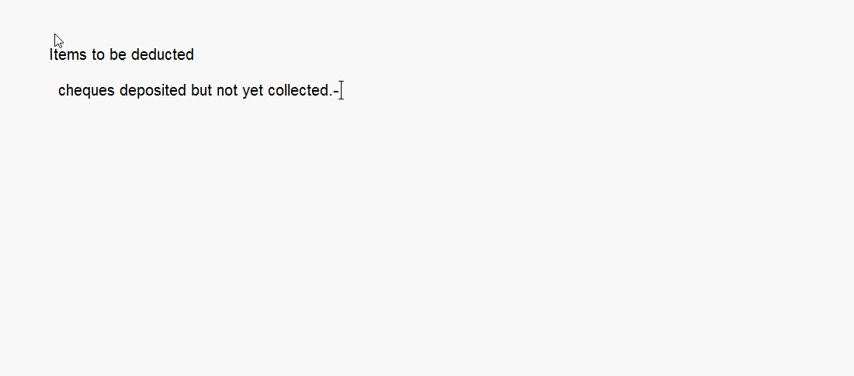 Items to be deducted
cheques deposited but not yet collected.-